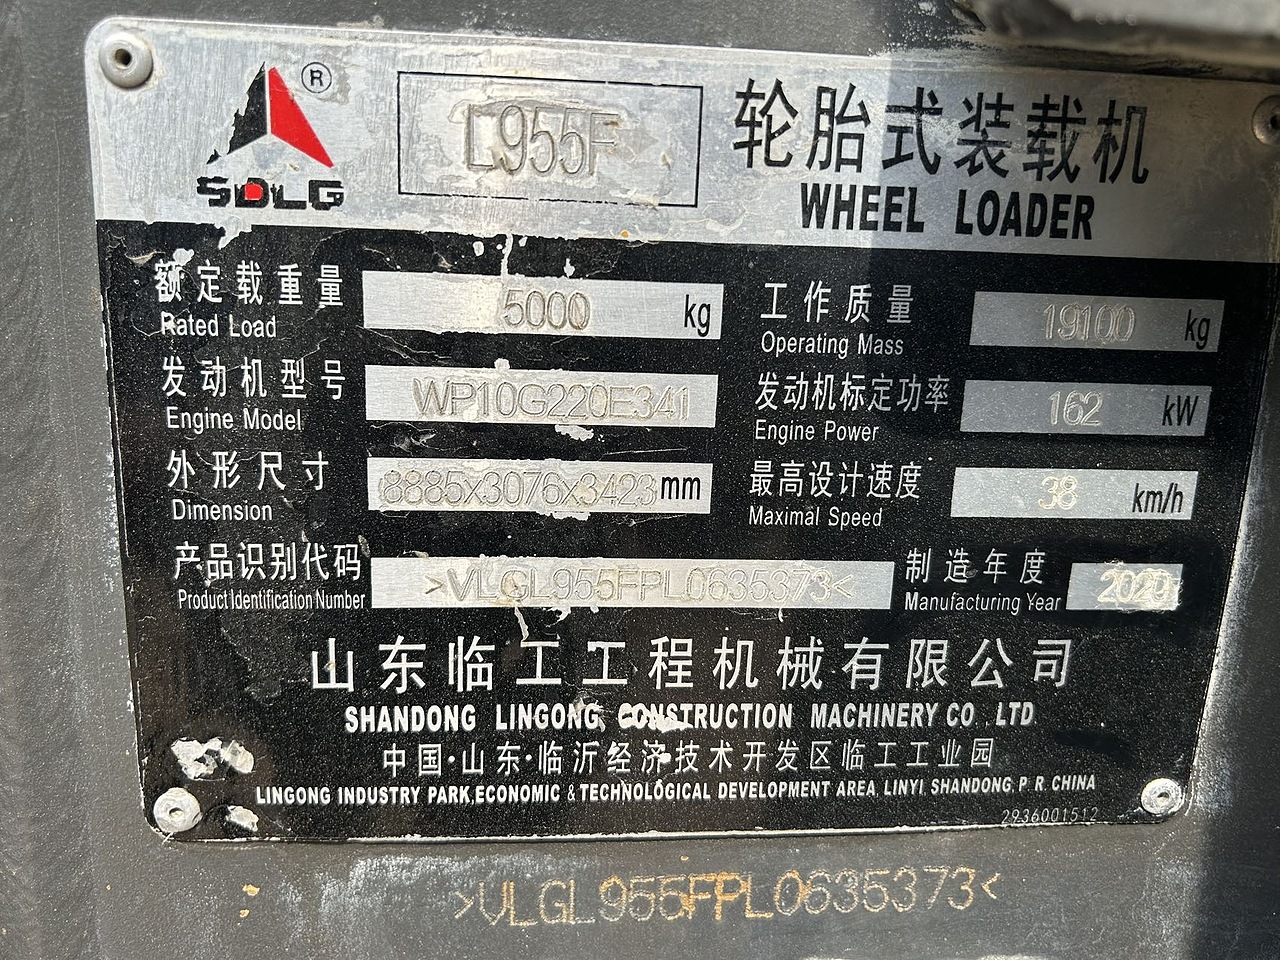 SDLG ®
L955F
轮胎式装载机
WHEEL LOADER
额定载重量 5000 kg
Rated Load
工作质量 19100 kg
Operating Mass
发动机型号 WP10G220E341
Engine Model
发动机标定功率 162 kW
Engine Power
外形尺寸 8885x3076x3423 mm
Dimension
最高设计速度 38 km/h
Maximal Speed
产品识别代码 >VLGL955FPL0635373<
Product Identification Number
制造年度 2020
Manufacturing Year
山东临工工程机械有限公司
SHANDONG LINGONG CONSTRUCTION MACHINERY CO . LTD
中国·山东·临沂经济技术开发区临工工业园
LINGONG INDUSTRY PARK,ECONOMIC & TECHNOLOGICAL DEVELOPMENT AREA, LINYI, SHANDONG, P. R. CHINA
2936001512
>VLGL955FPL0635373<